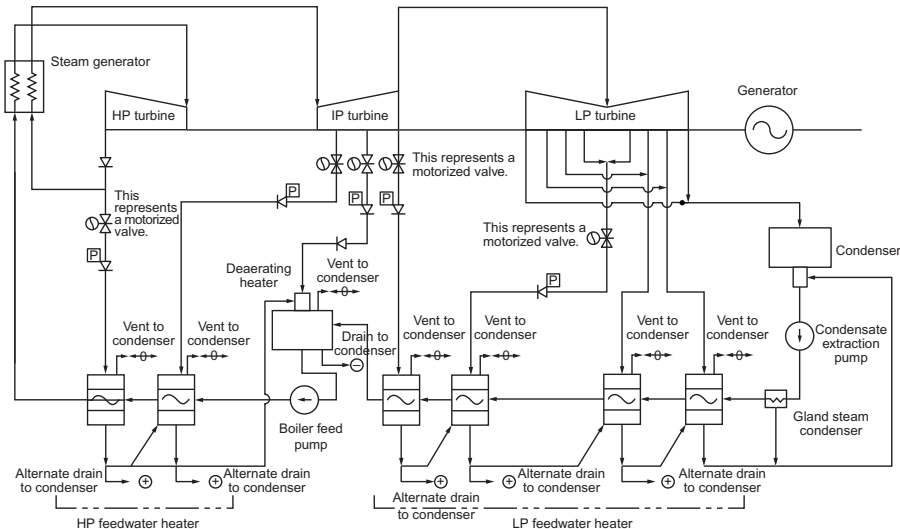 Steam generator
Generator
HP turbine
IP turbine
LP turbine
This represents a
motorized valve.
This
represents
a motorized
valve.
P
P
P
P
This represents a
motorized valve.
Condenser
P
P
Deaerating
heater
Vent to
condenser
Vent to
condenser
Vent to
condenser
Drain to
condenser
Vent to
condenser
Vent to
condenser
Vent to
condenser
Vent to
condenser
Condensate
extraction
pump
Boiler feed
pump
Gland steam
condenser
Alternate drain
to condenser
Alternate drain
to condenser
Alternate drain
to condenser
Alternate drain
to condenser
HP feedwater heater
LP feedwater heater